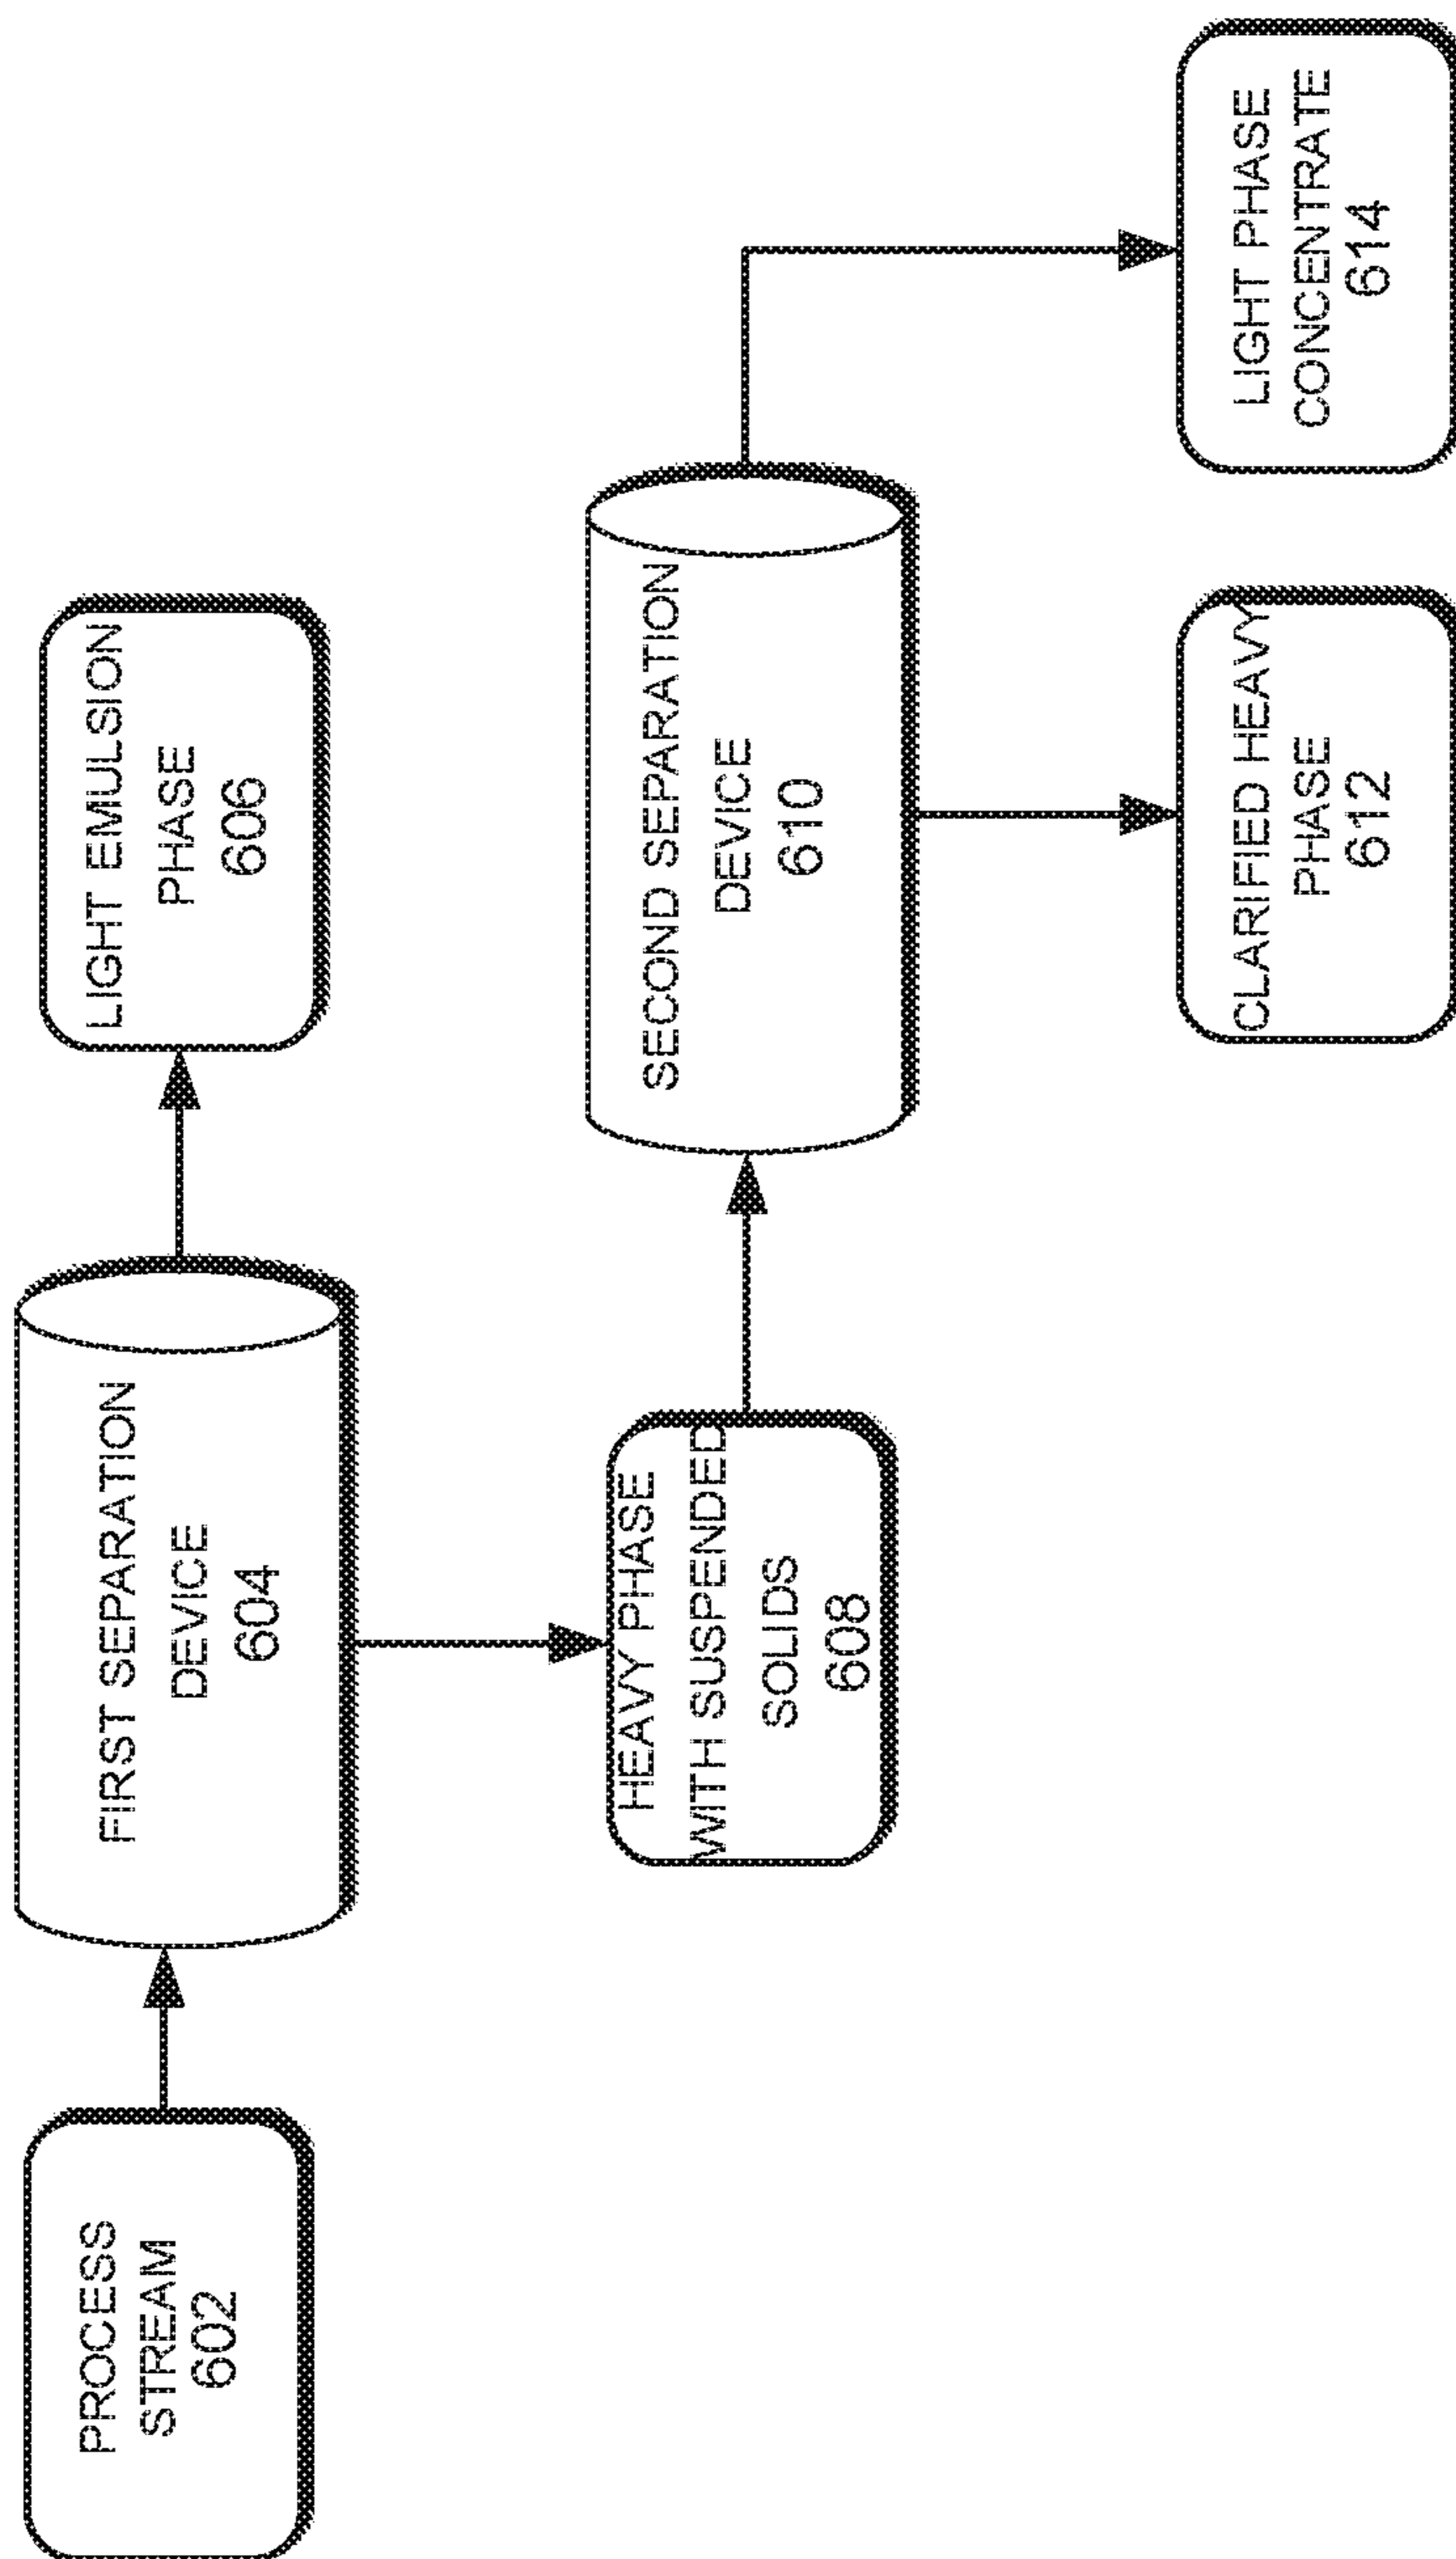 PROCESS
STREAM
602
FIRST SEPARATION
DEVICE
604
LIGHT EMULSION
PHASE
606
HEAVY PHASE
WITH SUSPENDED
SOLIDS
608
SECOND SEPARATION
DEVICE
610
CLARIFIED HEAVY
PHASE
612
LIGHT PHASE
CONCENTRATE
614